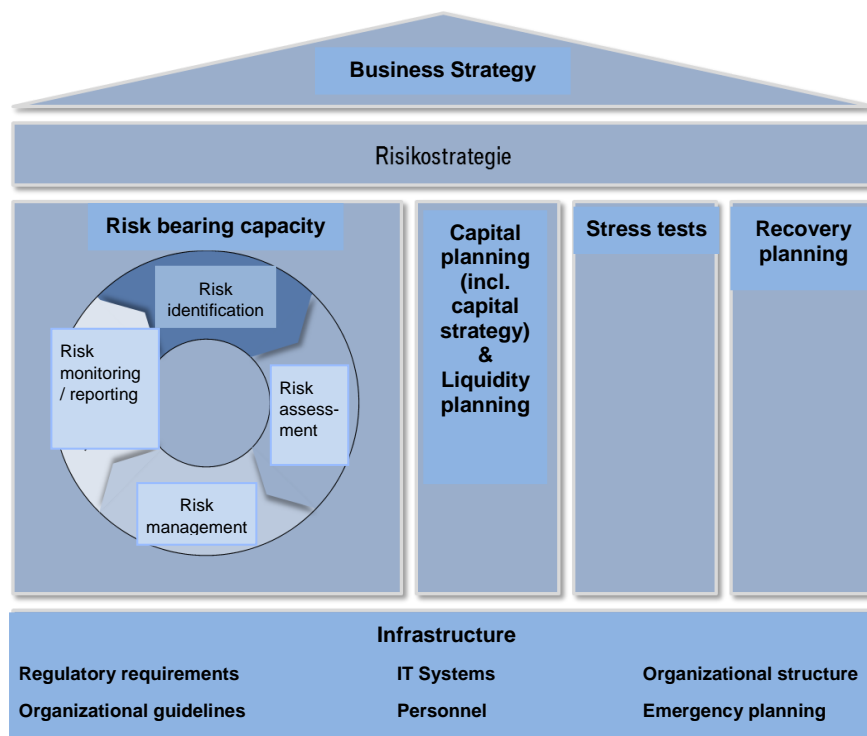 Business Strategy
Risikostrategie
Risk bearing capacity
Risk
identification
Risk
assess-
ment
Risk
management
Risk
monitoring
/ reporting
Capital
planning
(incl.
capital
strategy)
&
Liquidity
planning
Stress tests
Recovery
planning
Infrastructure
Regulatory requirements
IT Systems
Organizational structure
Organizational guidelines
Personnel
Emergency planning